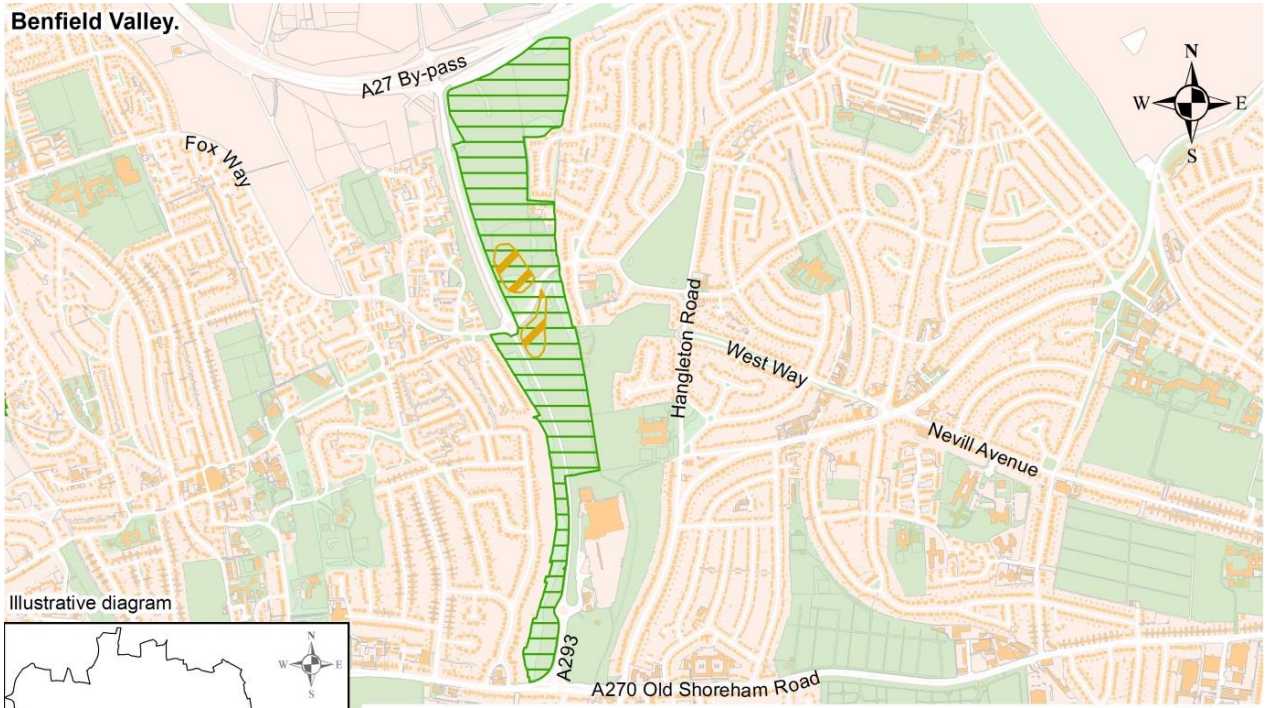 Benfield Valley.
A27 By-pass
N
W E
S
Fox Way
Hangleton Road
West Way
Nevill Avenue
Illustrative diagram
N
W E
S
A293
A270 Old Shoreham Road